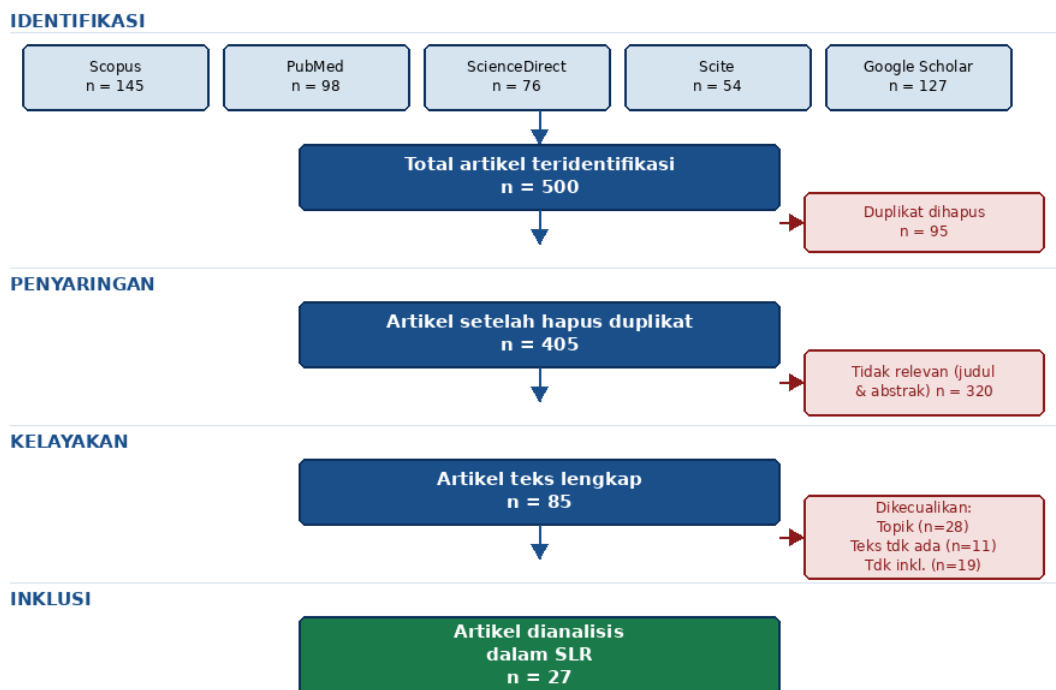 IDENTIFIKASI
Scopus
n = 145
PubMed
n = 98
ScienceDirect
n = 76
Scite
n = 54
Google Scholar
n = 127
Total artikel teridentifikasi
n = 500
Duplikat dihapus
n = 95
PENYARINGAN
Artikel setelah hapus duplikat
n = 405
Tidak relevan (judul
& abstrak) n = 320
KELAYAKAN
Artikel teks lengkap
n = 85
Dikecualikan:
Topik (n=28)
Teks tdk ada (n=11)
Tdk inkl. (n=19)
INKLUSI
Artikel dianalisis
dalam SLR
n = 27